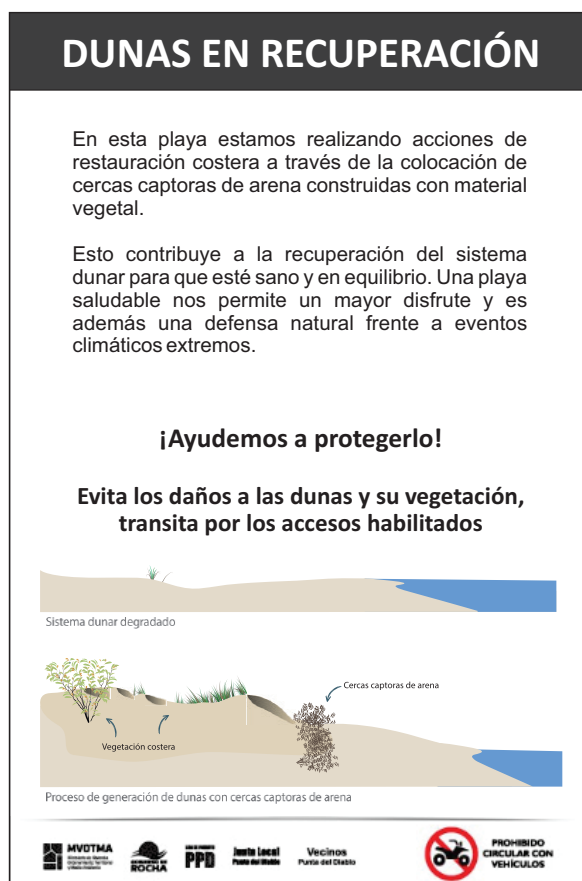 DUNAS EN RECUPERACIÓN
En esta playa estamos realizando acciones de
restauración costera a través de la colocación de
cercas captoras de arena construidas con material
vegetal.
Esto contribuye a la recuperación del sistema
dunar para que esté sano y en equilibrio. Una playa
saludable nos permite un mayor disfrute y es
además una defensa natural frente a eventos
climáticos extremos.
¡Ayudemos a protegerlo!
Evita los daños a las dunas y su vegetación,
transita por los accesos habilitados
Sistema dunar degradado
Cercas captoras de arena
Vegetación costera
Proceso de generación de dunas con cercas captoras de arena
MVOTMA
ROCHA
PPD
Junta Local
Punta del Diablo
Vecinos
Punta del Diablo
PROHIBIDO
CIRCULAR CON
VEHÍCULOS